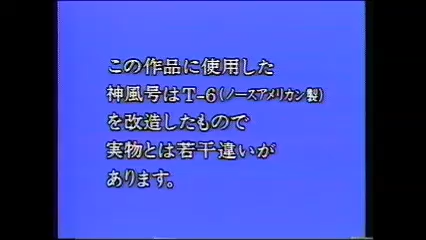 この作品に使用した
神風号はT-6(ノースアメリカン製)
を改造したもので
実物とは若干違いが
あります。